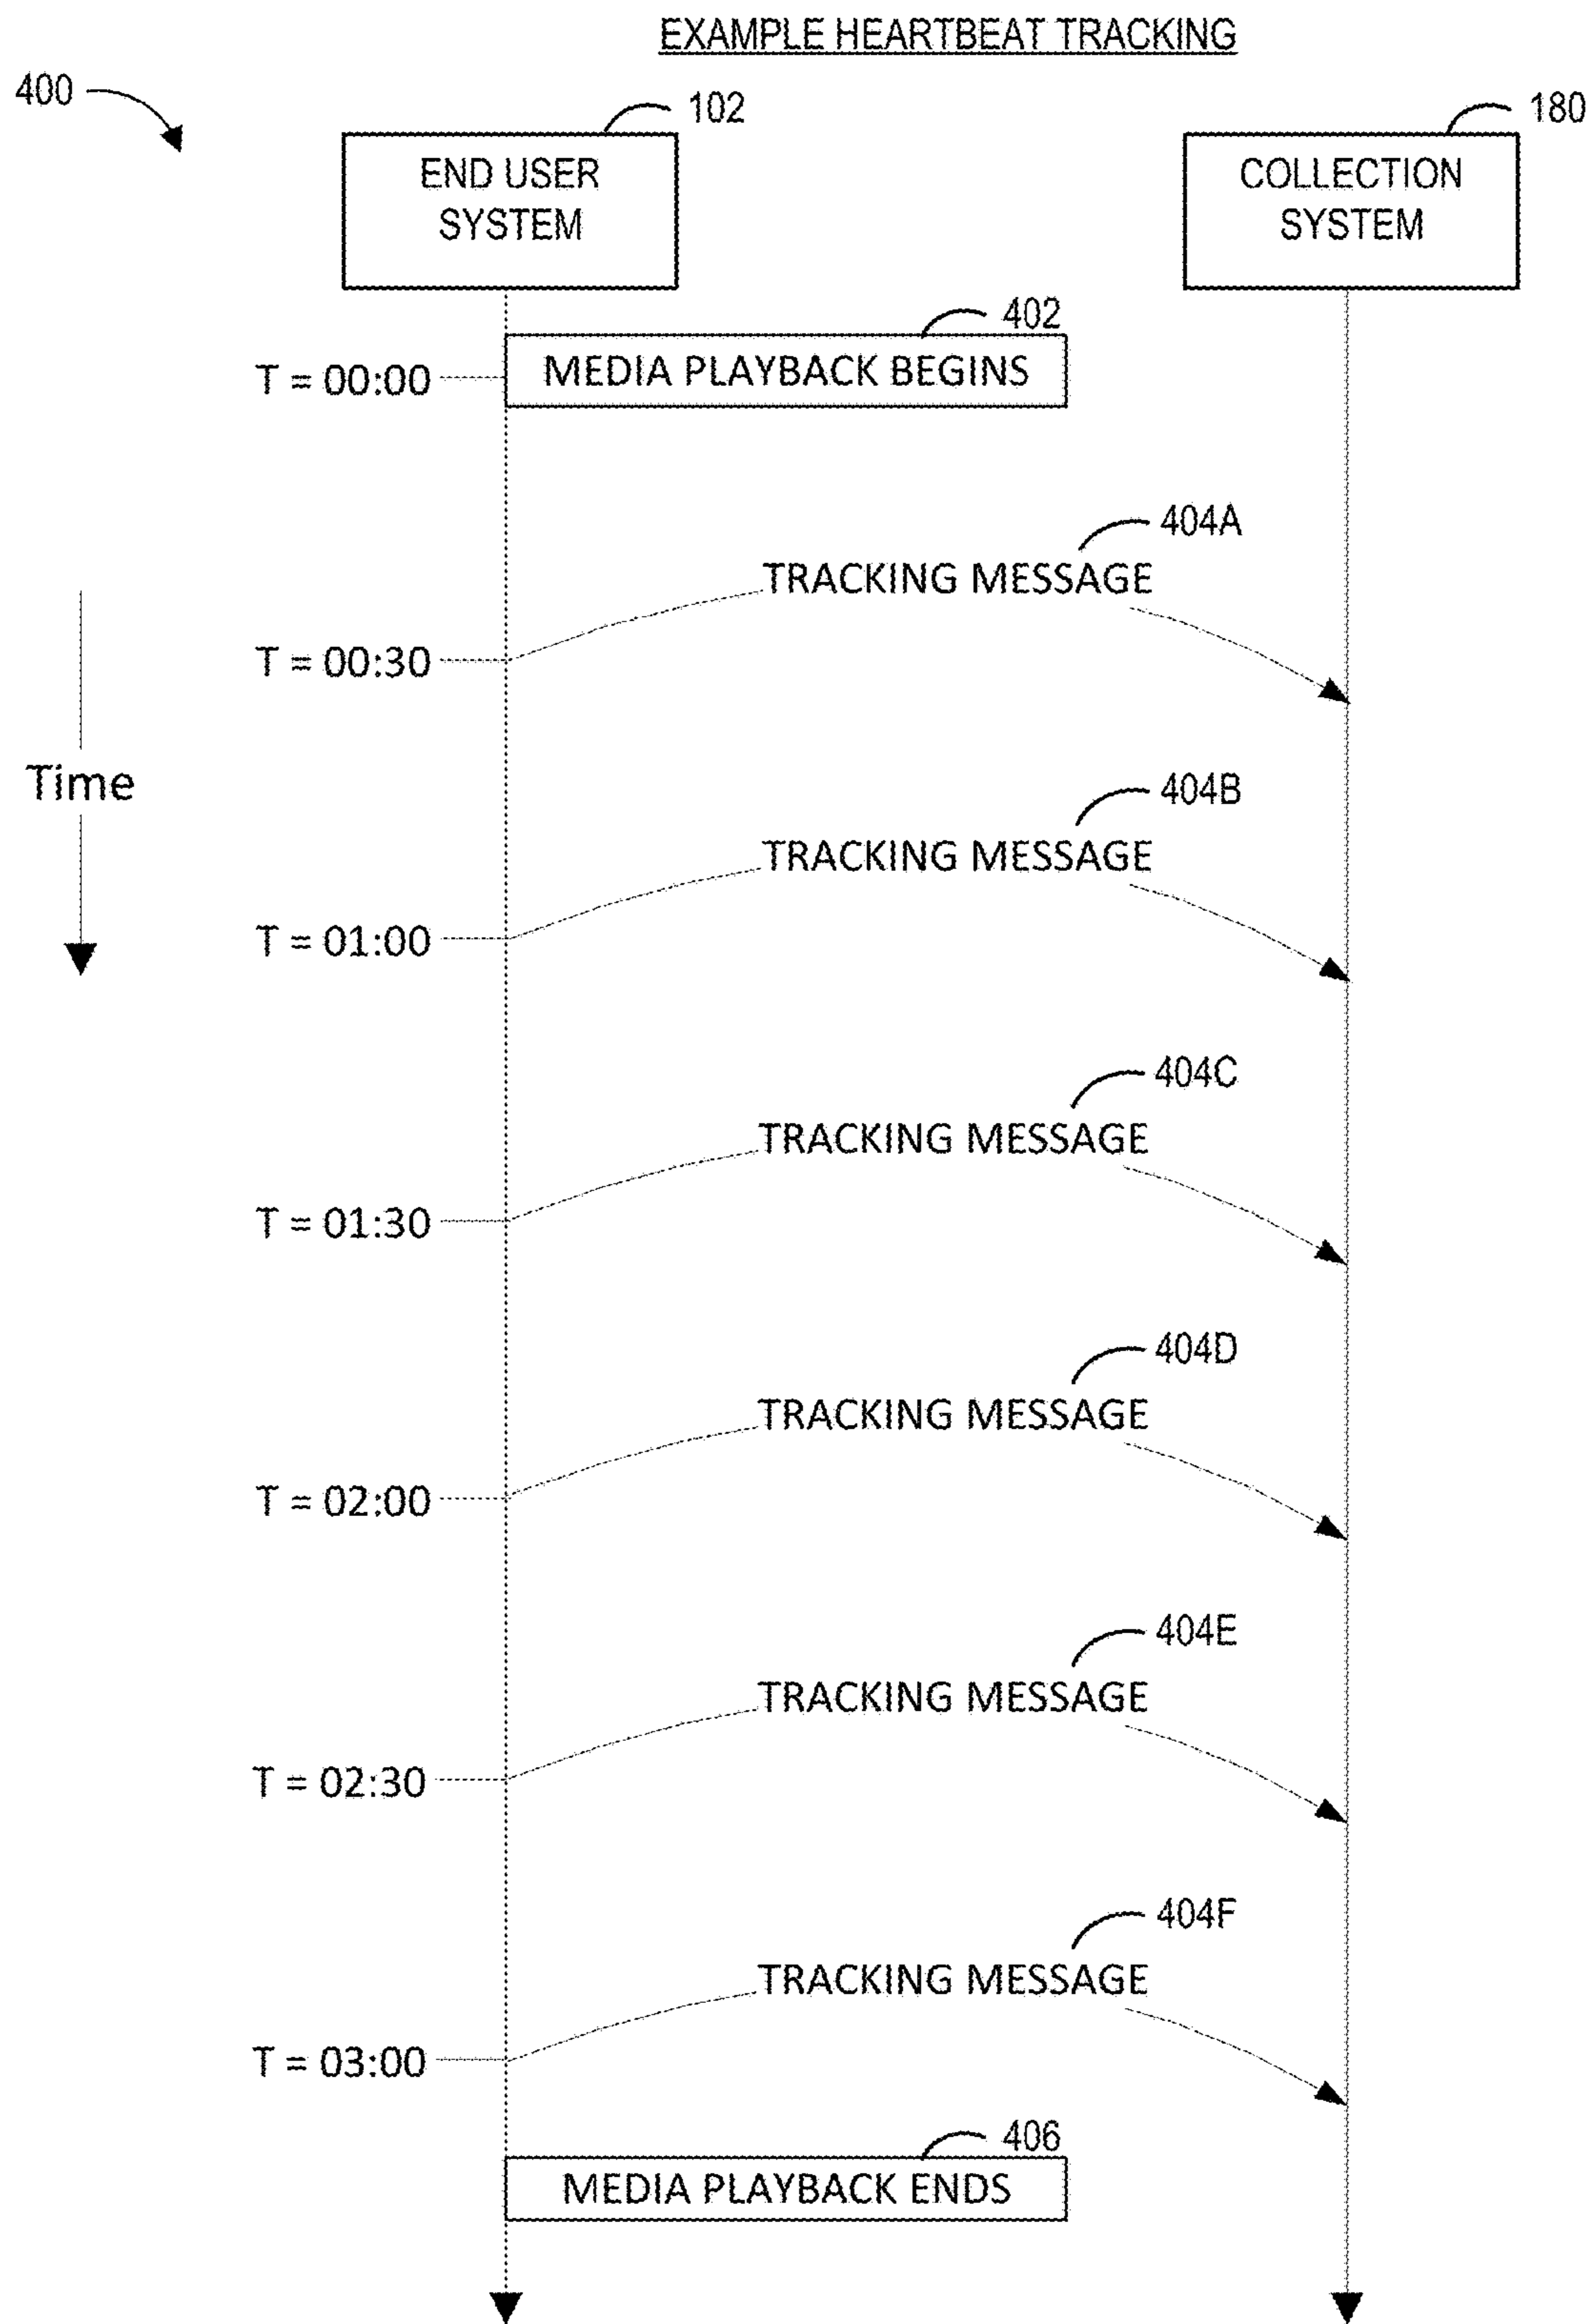 EXAMPLE HEARTBEAT TRACKING
400
102
180
END USER
SYSTEM
COLLECTION
SYSTEM
402
T = 00:00
MEDIA PLAYBACK BEGINS
404A
TRACKING MESSAGE
T = 00:30
Time
404B
TRACKING MESSAGE
T = 01:00
404C
TRACKING MESSAGE
T = 01:30
404D
TRACKING MESSAGE
T = 02:00
404E
TRACKING MESSAGE
T = 02:30
404F
TRACKING MESSAGE
T = 03:00
406
MEDIA PLAYBACK ENDS